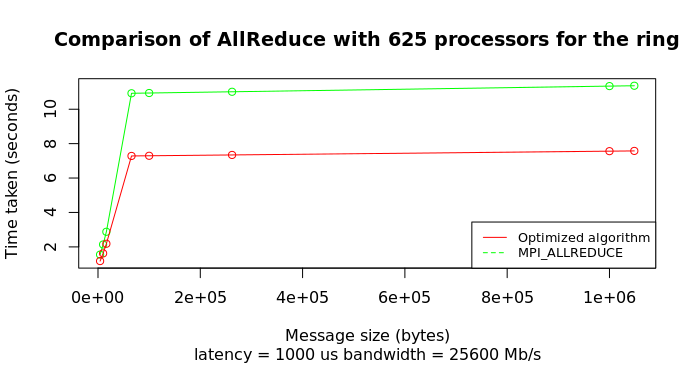 Comparison of AllReduce with 625 processors for the ring
Time taken (seconds)
10
8
6
4
2
Optimized algorithm
MPI_ALLREDUCE
0e+00 2e+05 4e+05 6e+05 8e+05 1e+06
Message size (bytes)
latency = 1000 us bandwidth = 25600 Mb/s